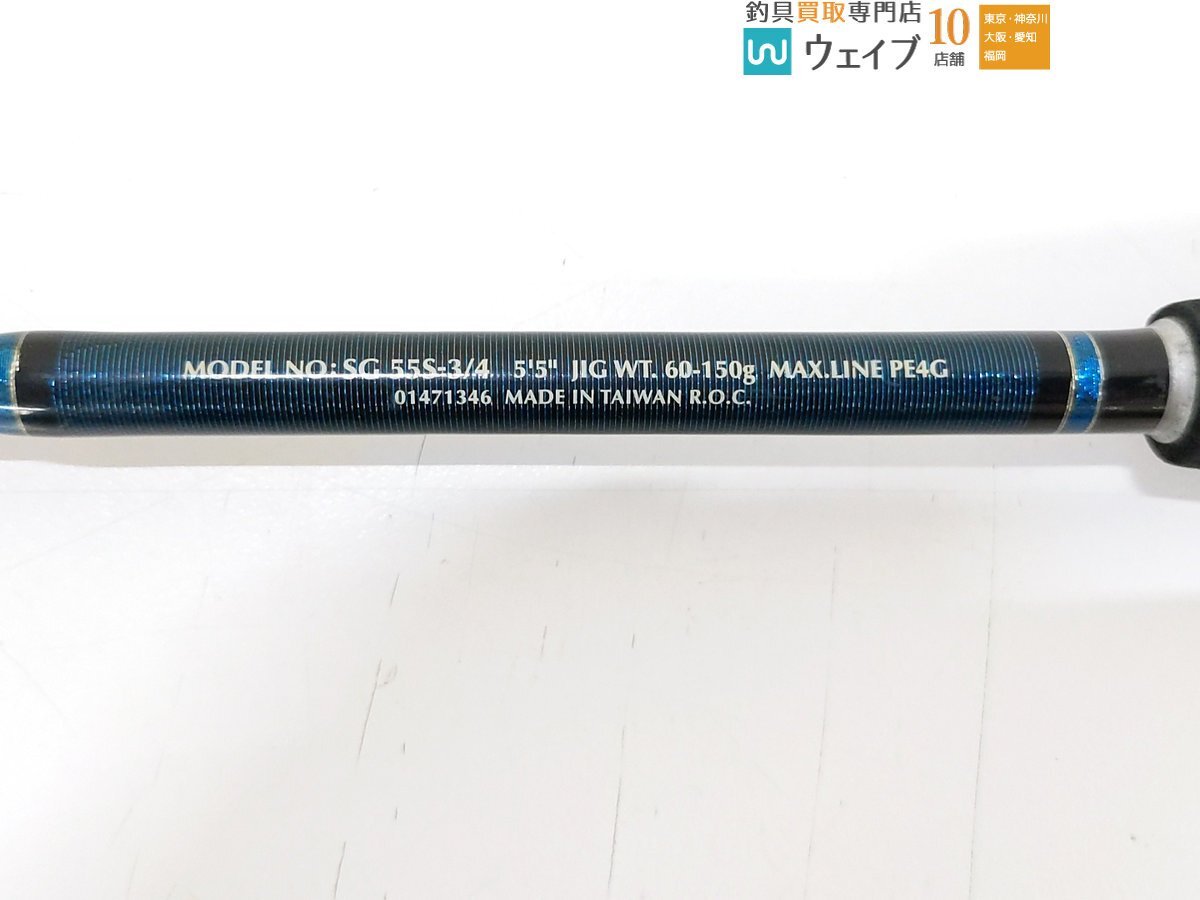 釣具買取専門店
ウェイブ
10
店舗
東京・神奈川
大阪・愛知
福岡
MODEL NO: SG 55S-3/4 5'5" JIG WT. 60-150g MAX.LINE PE4G
01471346 MADE IN TAIWAN R.O.C.